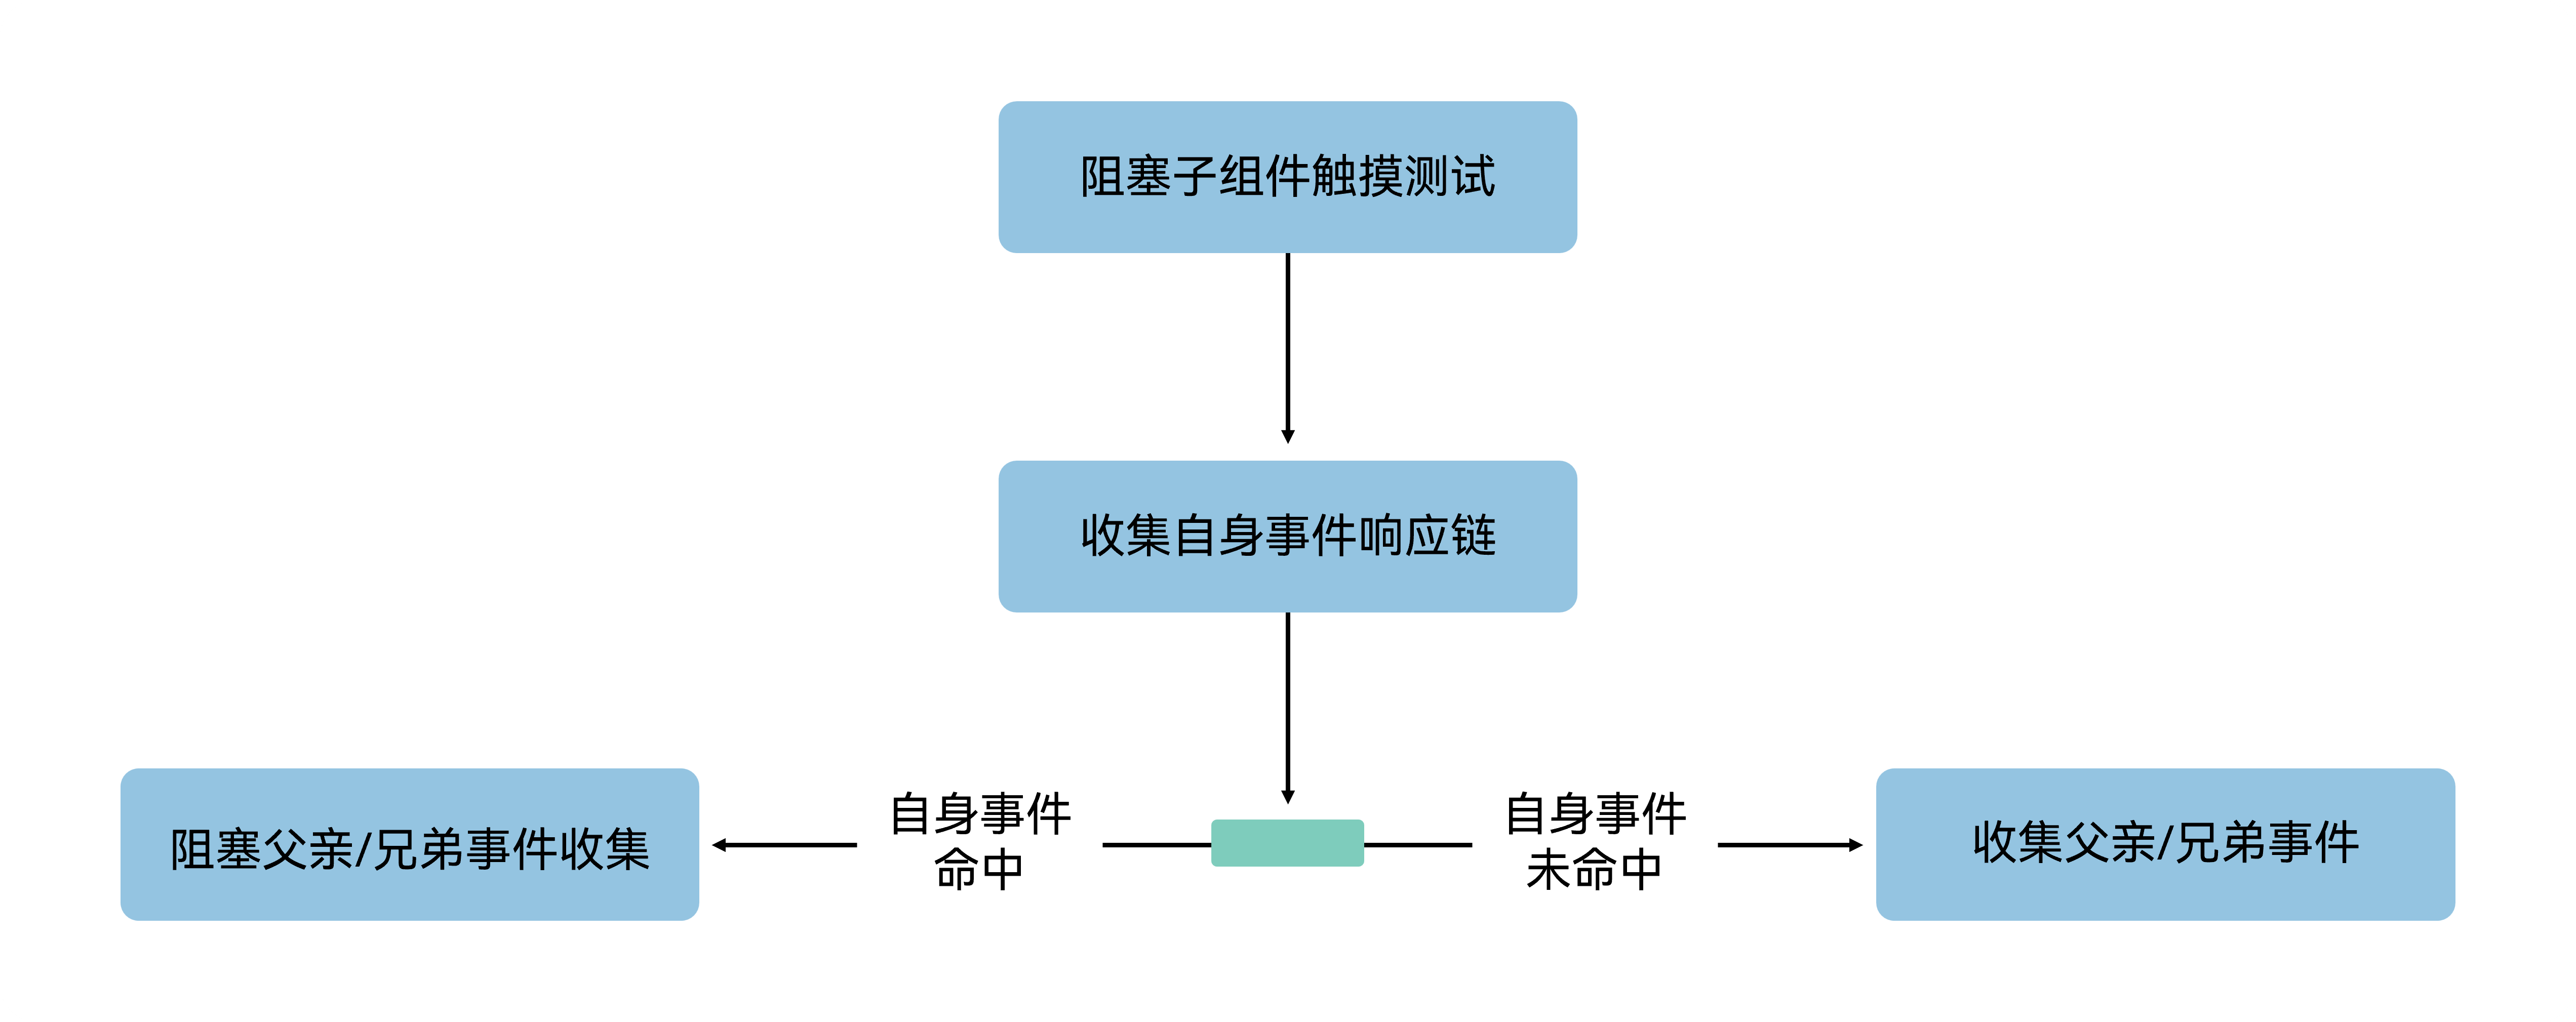 阻塞子组件触摸测试
收集自身事件响应链
阻塞父亲/兄弟事件收集
自身事件
命中
自身事件
未命中
收集父亲/兄弟事件